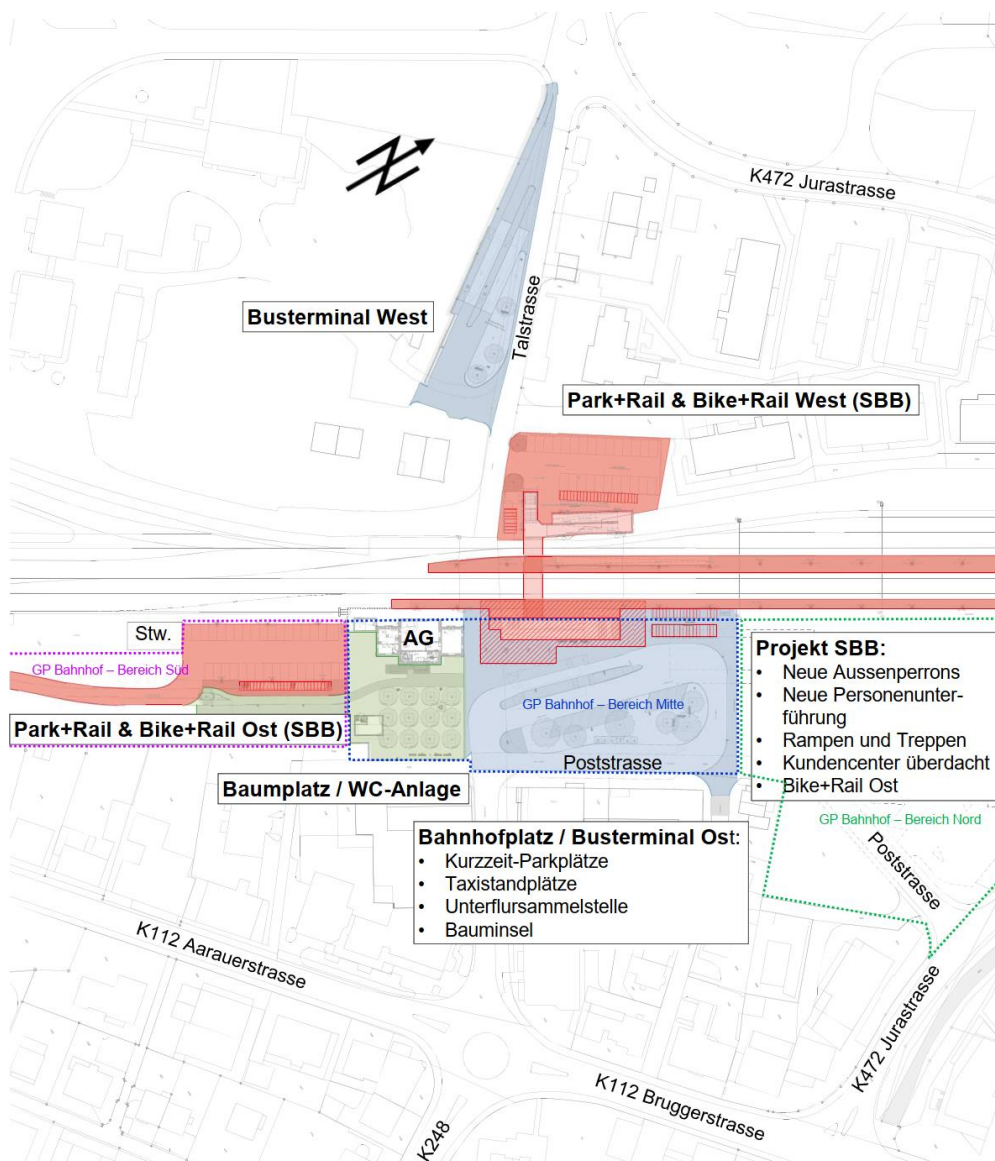 K472 Jurastrasse
Busterminal West
Talstrasse
Park+Rail & Bike+Rail West (SBB)
Stw.
AG
GP Bahnhof – Bereich Süd
GP Bahnhof – Bereich Mitte
Park+Rail & Bike+Rail Ost (SBB)
Poststrasse
Baumplatz / WC-Anlage
Projekt SBB:
• Neue Aussenperrons
• Neue Personenunter-
führung
• Rampen und Treppen
• Kundencenter überdacht
• Bike+Rail Ost
GP Bahnhof – Bereich Nord
Poststrasse
Bahnhofplatz / Busterminal Ost:
• Kurzzeit-Parkplätze
• Taxistandplätze
• Unterflursammelstelle
• Bauminsel
K112 Aarauerstrasse
K472 Jurastrasse
K112 Bruggerstrasse
K248